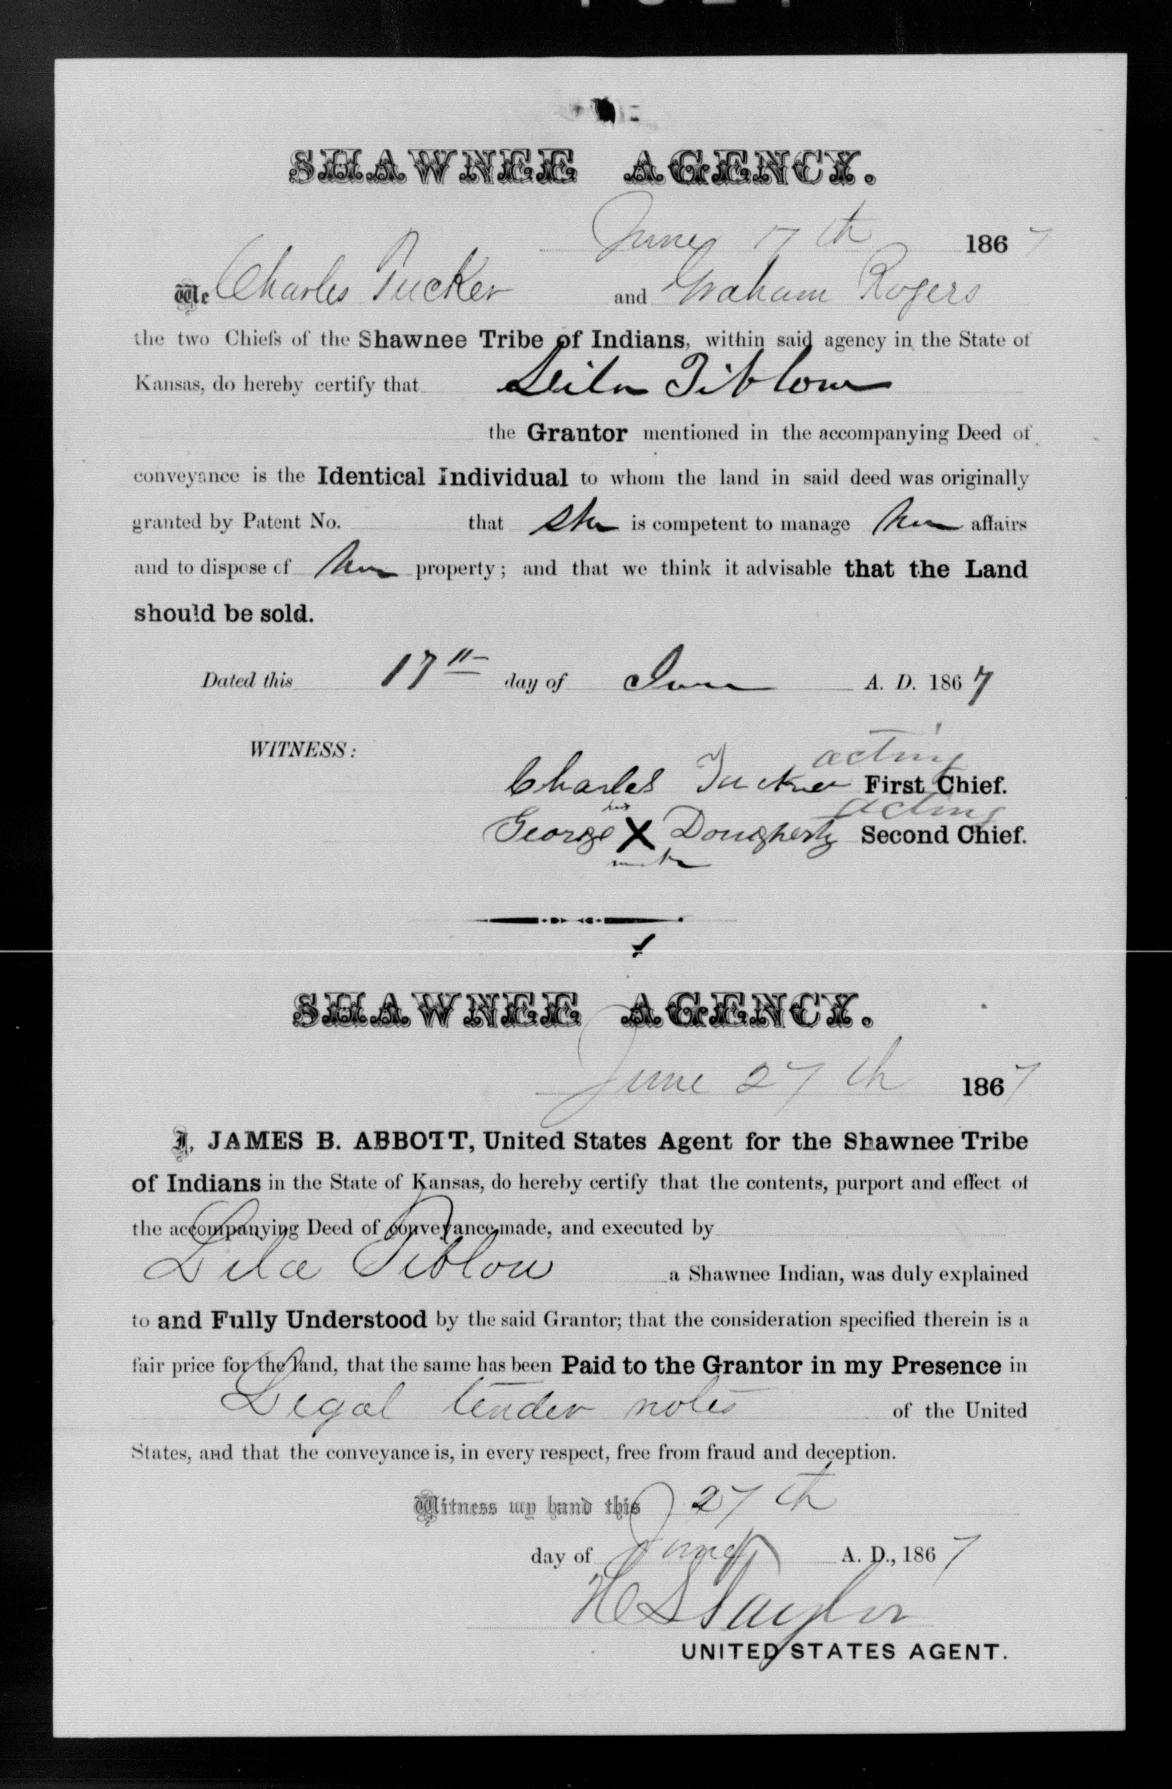 SHAWNEE AGENCY.
June 17th 1867
We Charles Tucker and Graham Rogers
the two Chiefs of the Shawnee Tribe of Indians, within said agency in the State of
Kansas, do hereby certify that Leila Tiblow
the Grantor mentioned in the accompanying Deed of
conveyance is the Identical Individual to whom the land in said deed was originally
granted by Patent No. that She is competent to manage her affairs
and to dispose of her property; and that we think it advisable that the Land
should be sold.
Dated this 17th day of June A. D. 1867
WITNESS:
acting
Charles Tucker First Chief.
his acting
George X Dougherty Second Chief.
mark
SHAWNEE AGENCY.
June 27th 1867
I, JAMES B. ABBOTT, United States Agent for the Shawnee Tribe
of Indians in the State of Kansas, do hereby certify that the contents, purport and effect of
the accompanying Deed of conveyance made, and executed by
Lila Tiblow a Shawnee Indian, was duly explained
to and Fully Understood by the said Grantor; that the consideration specified therein is a
fair price for the land, that the same has been Paid to the Grantor in my Presence in
Legal tender notes of the United
States, and that the conveyance is, in every respect, free from fraud and deception.
Witness my hand this 27th
day of June A. D., 1867
H S Taylor
UNITED STATES AGENT.